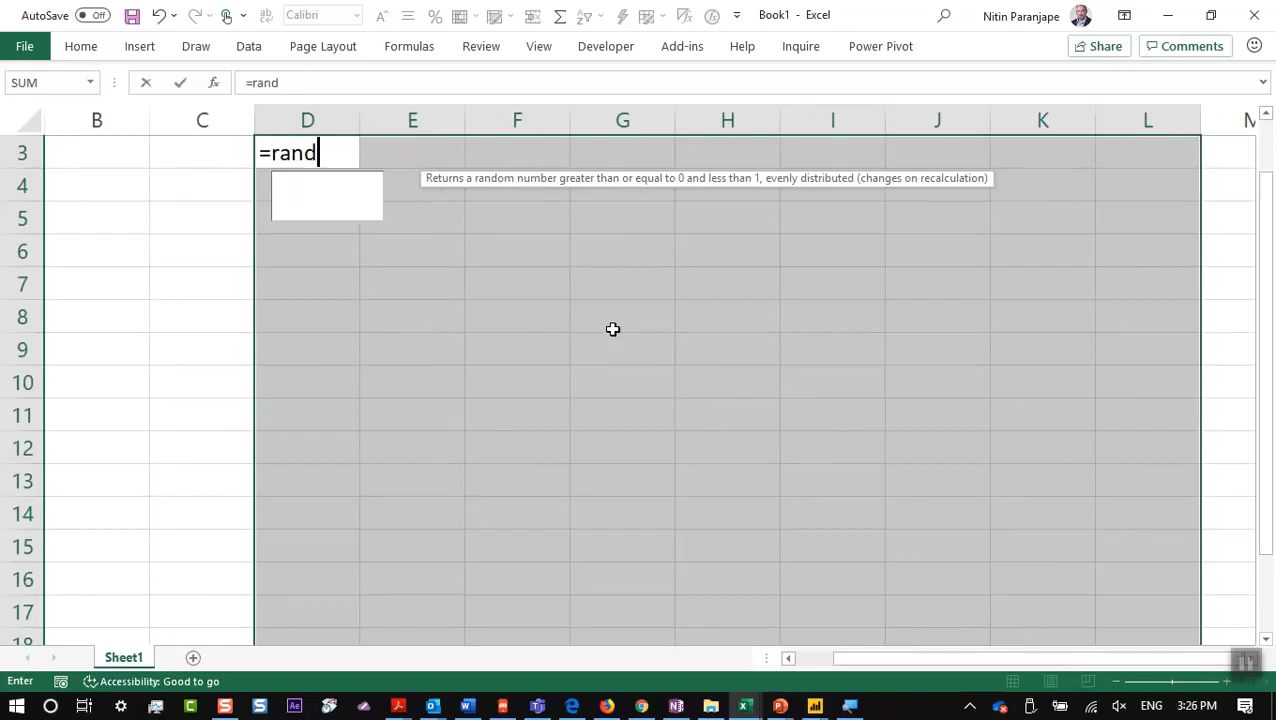 AutoSave Off
Calibri
Book1 - Excel
Nitin Paranjape
File Home Insert Draw Data Page Layout Formulas Review View Developer Add-ins Help Inquire Power Pivot Share Comments
SUM fx =rand
B C D E F G H I J K L M
3 =rand
Returns a random number greater than or equal to 0 and less than 1, evenly distributed (changes on recalculation)
4
5
6
7
8
9
10
11
12
13
14
15
16
17
18
Sheet1
Enter Accessibility: Good to go
3:26 PM